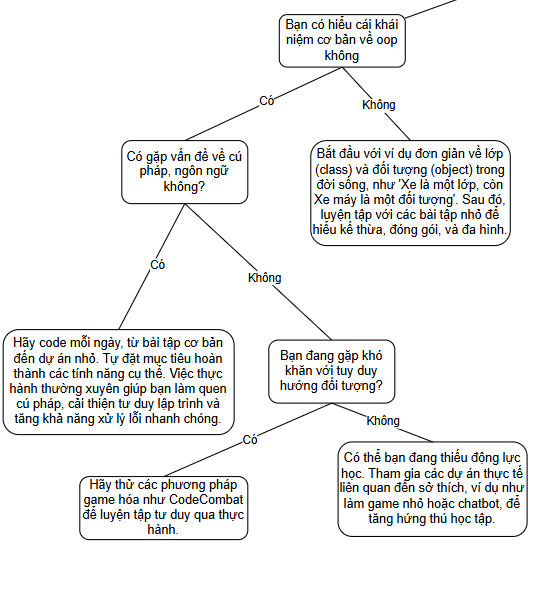 Bạn có hiểu cái khái
niệm cơ bản về oop
không
Có
Không
Có gặp vấn đề về cú
pháp, ngôn ngữ
không?
Bắt đầu với ví dụ đơn giản về lớp
(class) và đối tượng (object) trong
đời sống, như 'Xe là một lớp, còn
Xe máy là một đối tượng'. Sau đó,
luyện tập với các bài tập nhỏ để
hiểu kế thừa, đóng gói, và đa hình.
Có
Không
Hãy code mỗi ngày, từ bài tập cơ bản
đến dự án nhỏ. Tự đặt mục tiêu hoàn
thành các tính năng cụ thể. Việc thực
hành thường xuyên giúp bạn làm quen
cú pháp, cải thiện tư duy lập trình và
tăng khả năng xử lý lỗi nhanh chóng.
Bạn đang gặp khó
khăn với tuy duy
hướng đối tượng?
Có
Không
Hãy thử các phương pháp
game hóa như CodeCombat
để luyện tập tư duy qua thực
hành.
Có thể bạn đang thiếu động lực
học. Tham gia các dự án thực tế
liên quan đến sở thích, ví dụ như
làm game nhỏ hoặc chatbot, để
tăng hứng thú học tập.